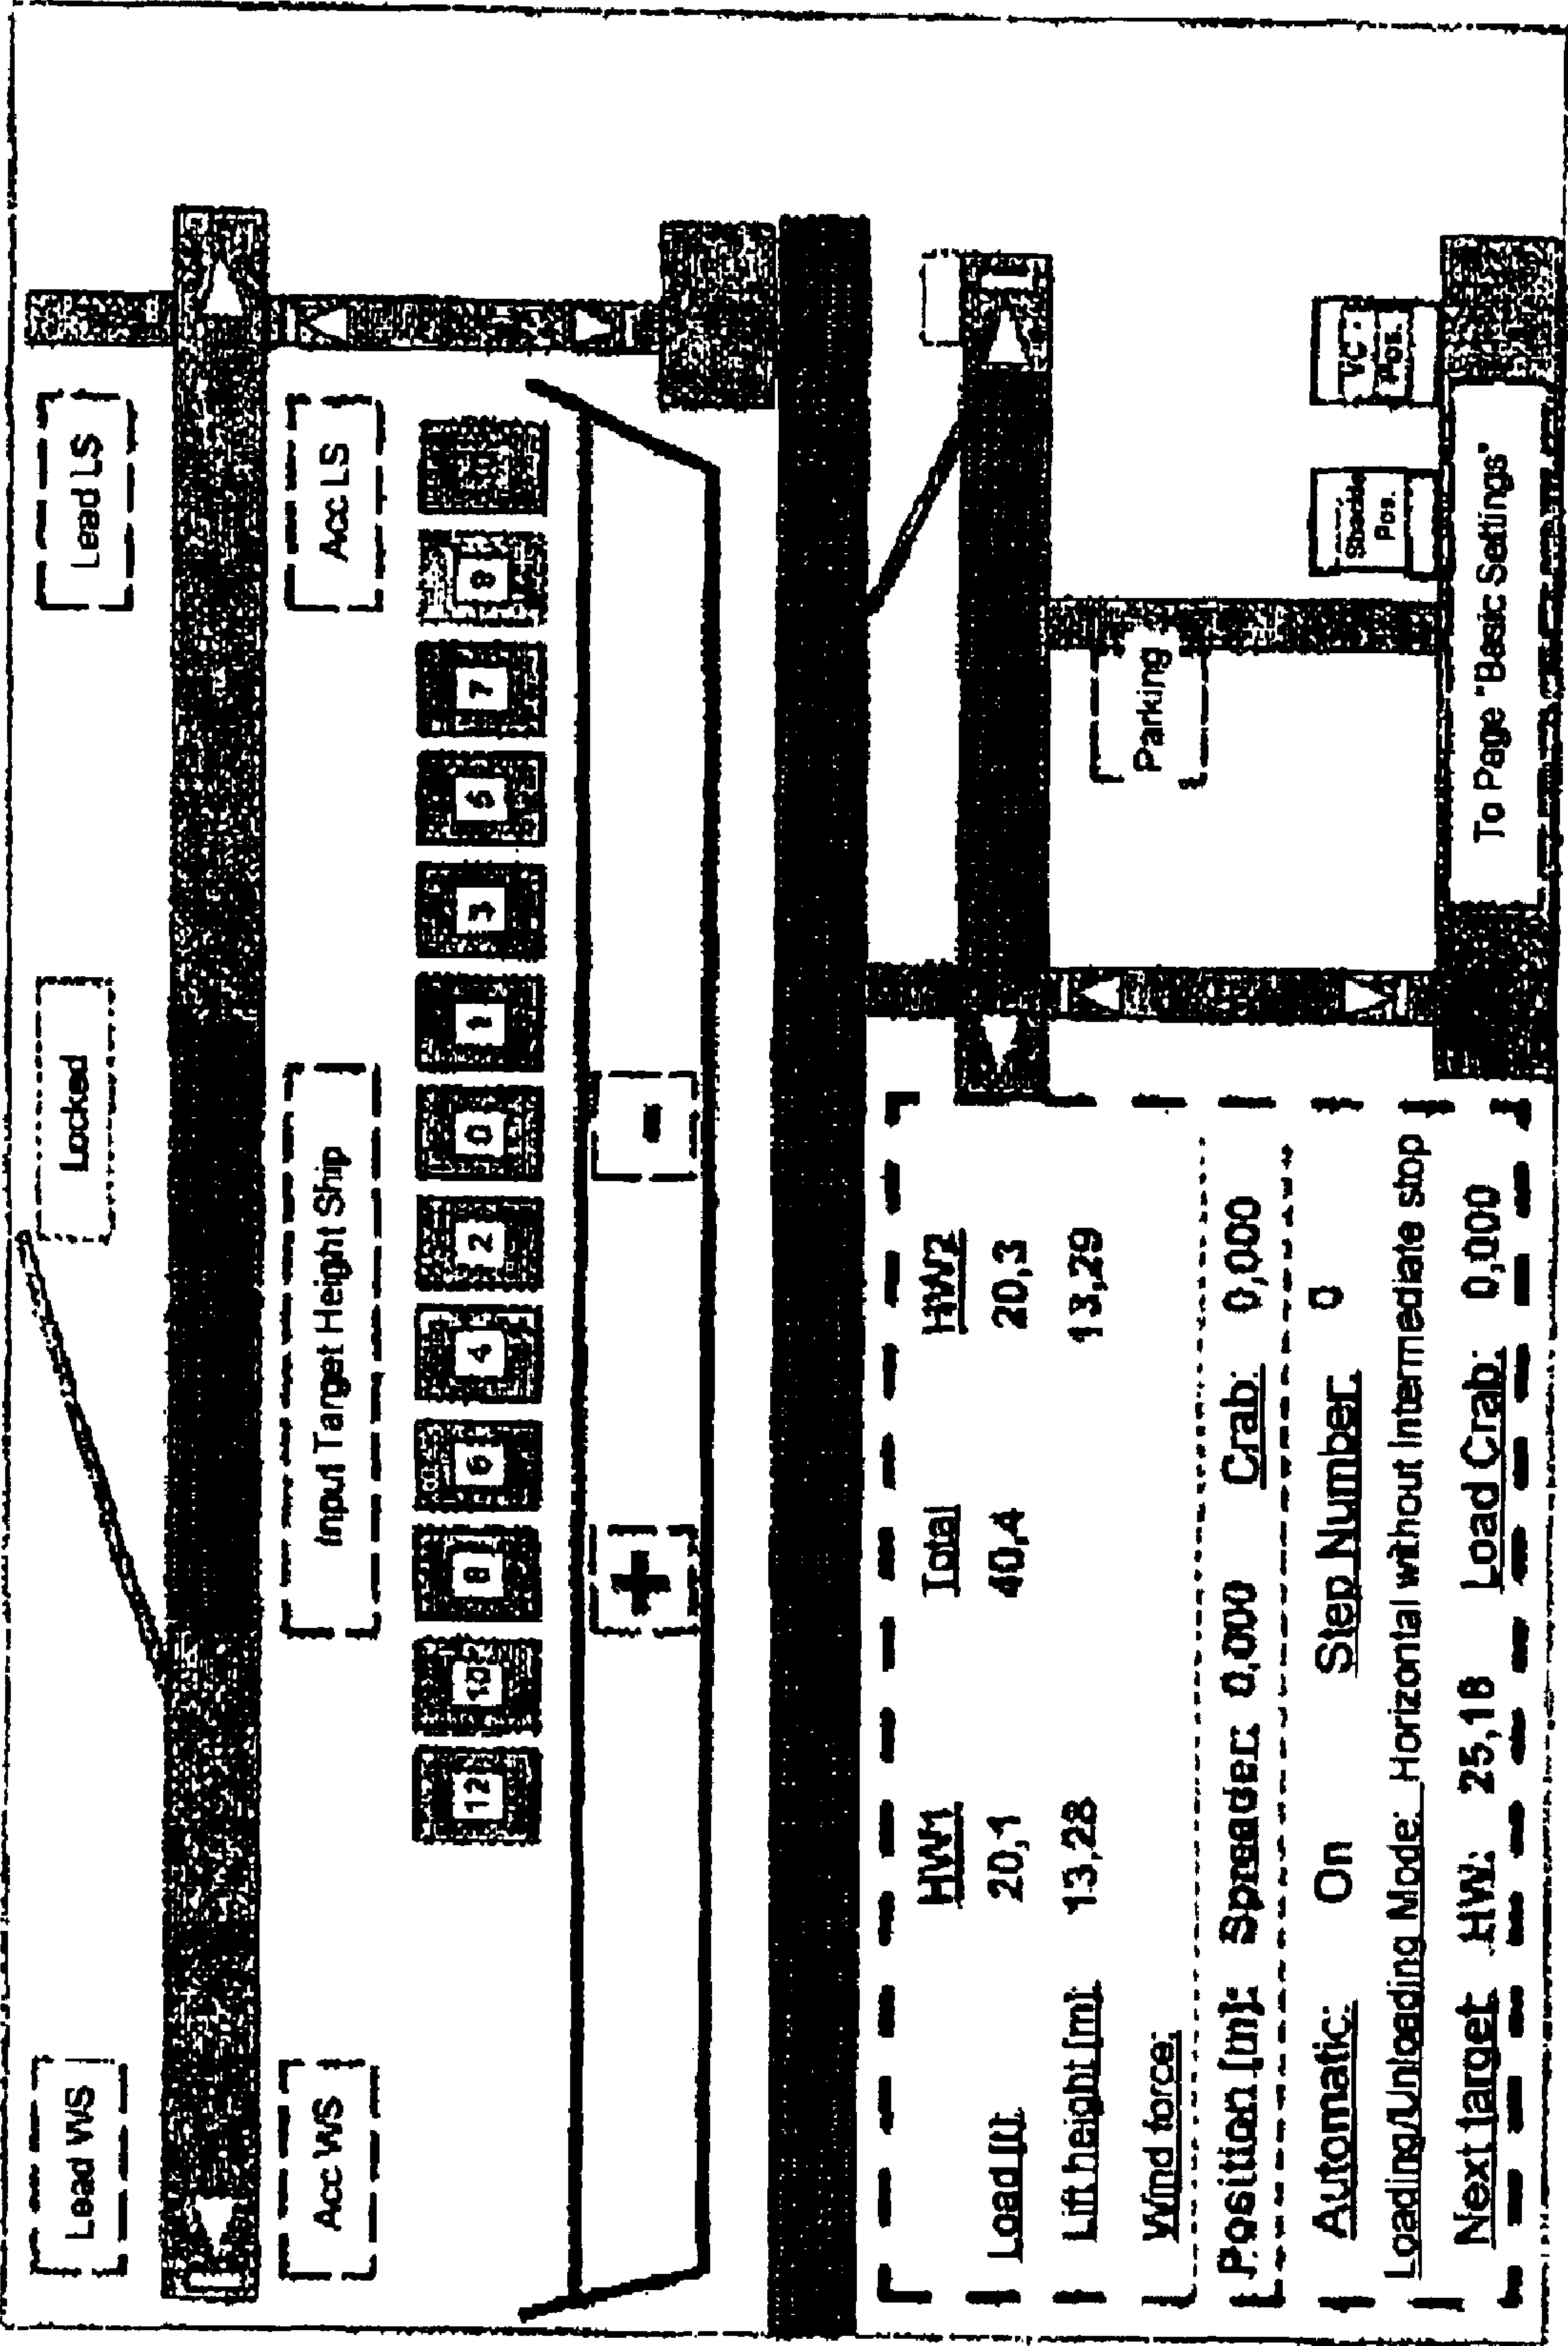 Lead WS
Locked
Lead LS
Acc WS
Input Target Height Ship
Acc LS
12 10 8 6 4 2 0 1 3 5 7
+ -
HW1 Total HW2
Load [t]: 20,1 40,4 20,3
Lift height [m]: 13,28 13,29
Wind force:
Position [m]: Spreader: 0,000 Crab: 0,000
Automatic: On Step Number: 0
Loading/Unloading Mode: Horizontal without Intermediate stop
Next target: HW: 25,18 Load Crab: 0,000
Parking
Pos.
Pos.
To Page "Basic Settings"